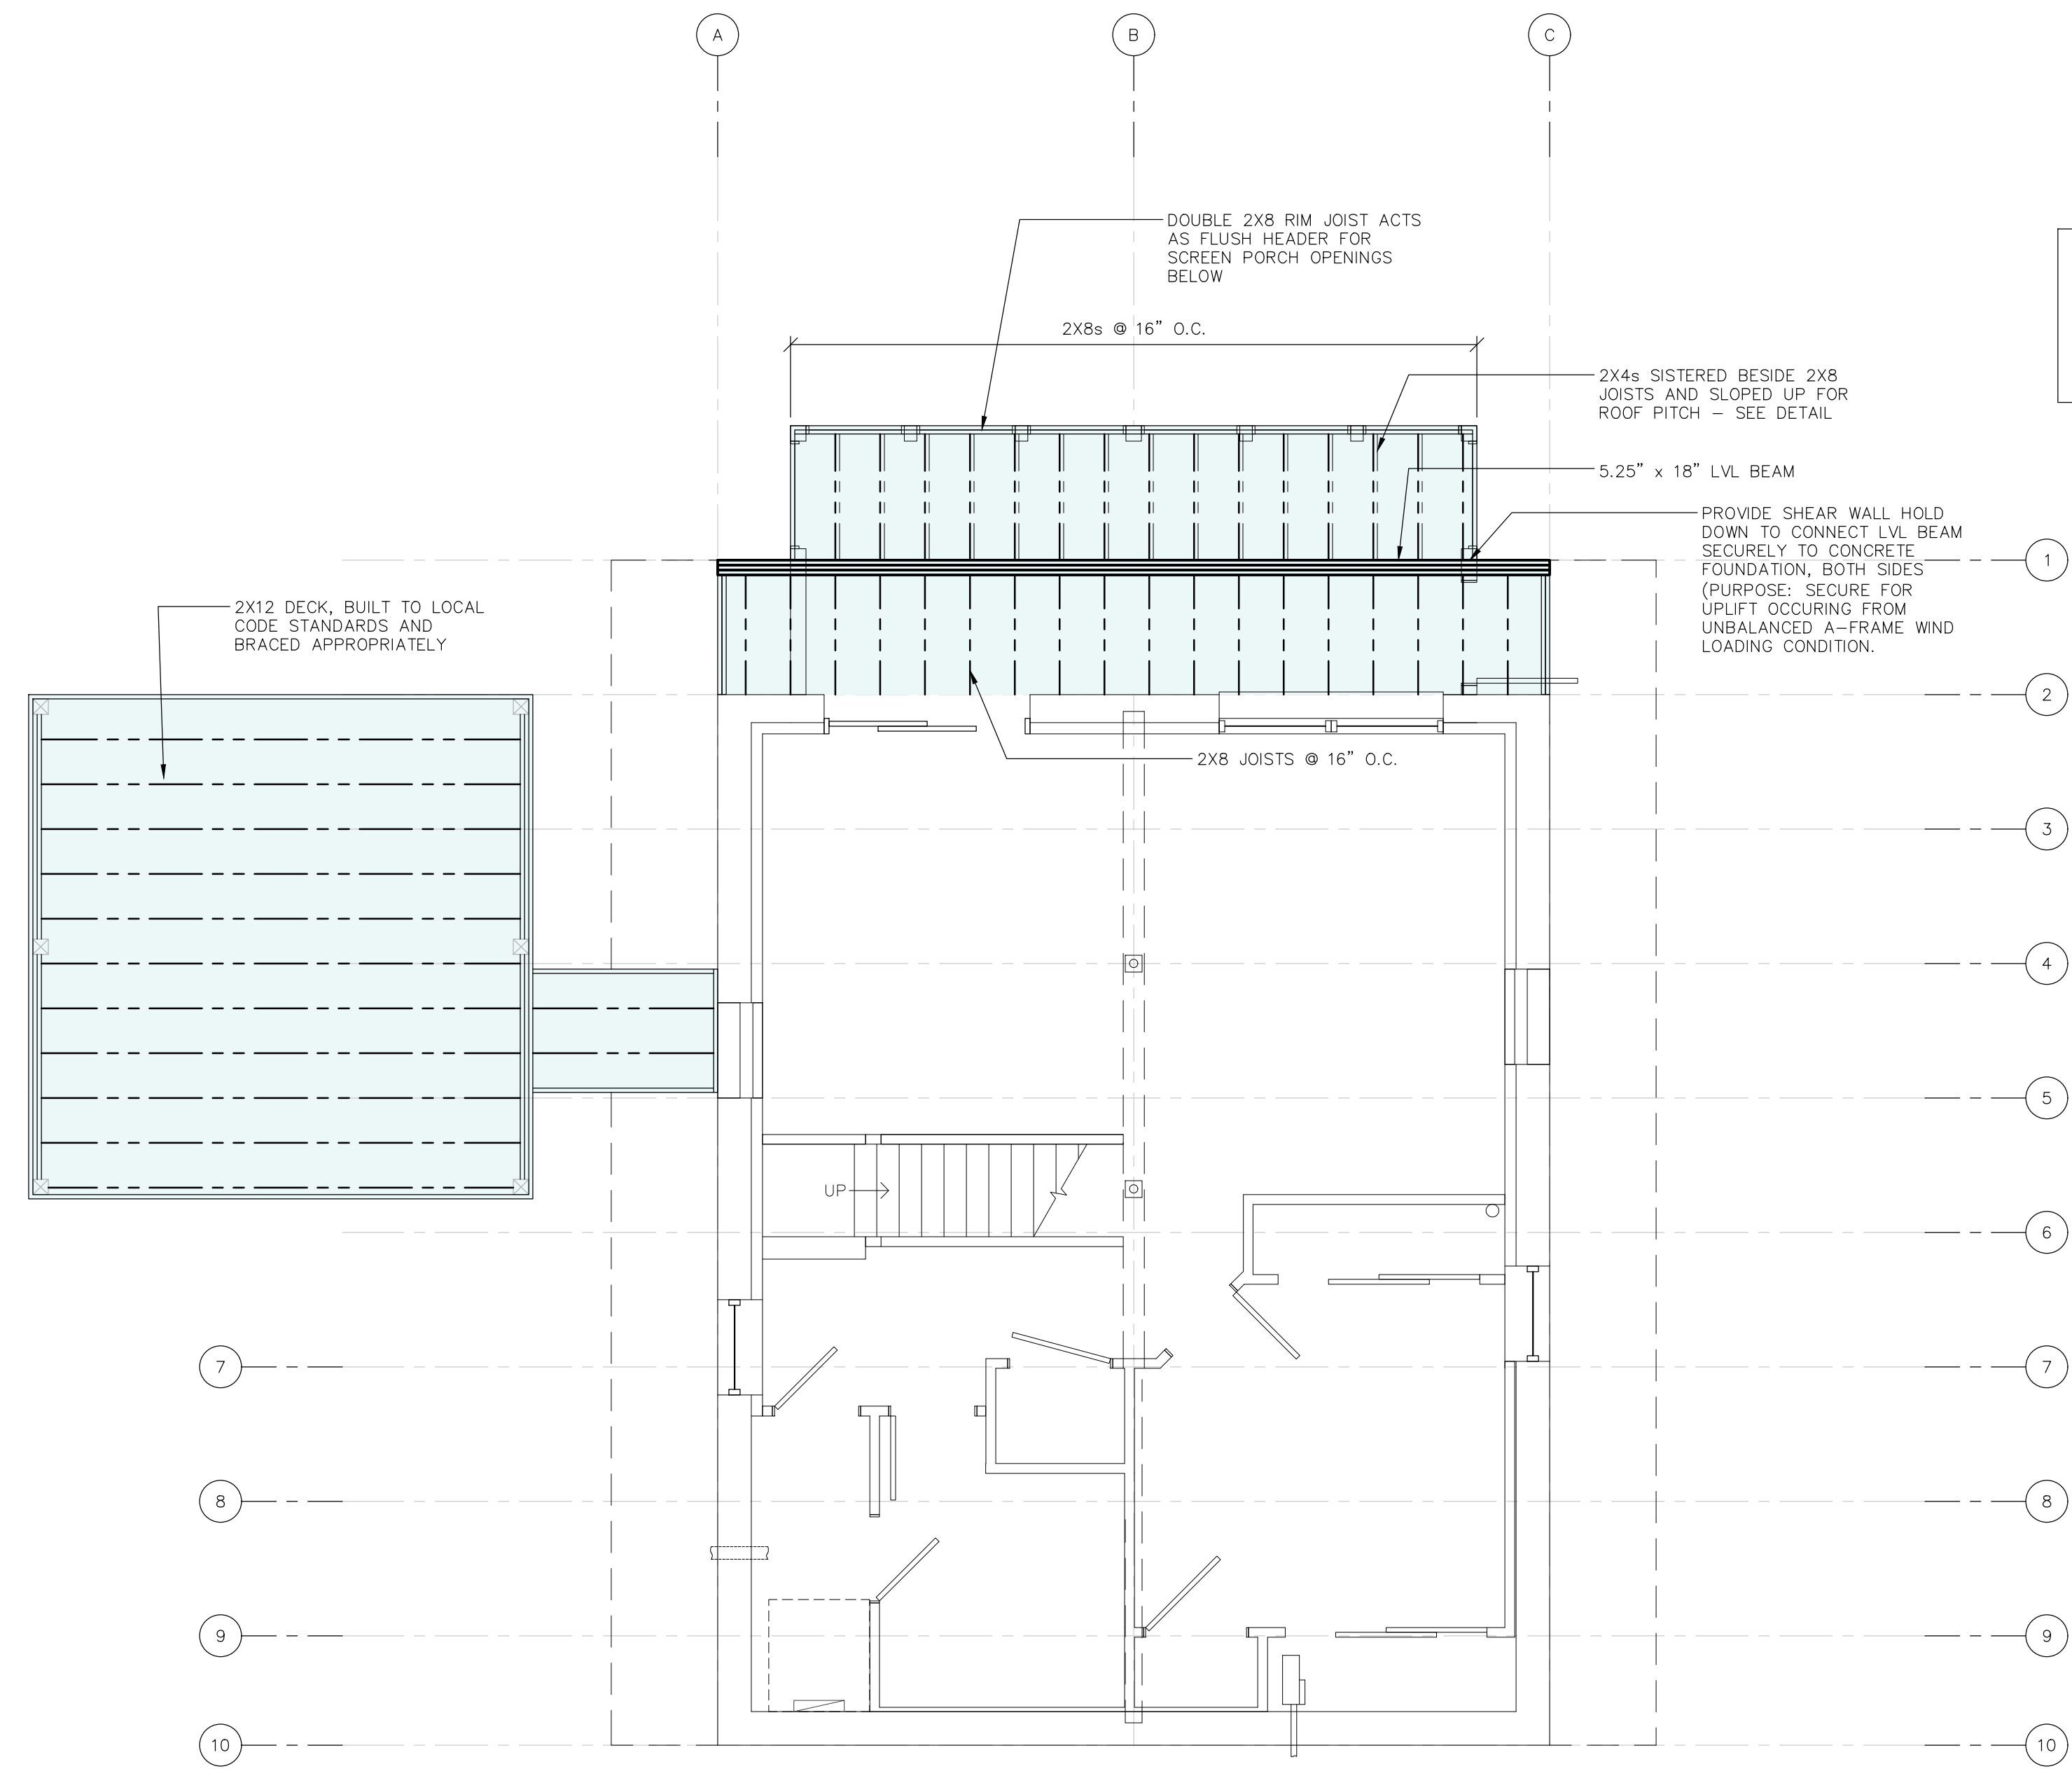 A
B
C
DOUBLE 2X8 RIM JOIST ACTS
AS FLUSH HEADER FOR
SCREEN PORCH OPENINGS
BELOW
2X8s @ 16” O.C.
2X4s SISTERED BESIDE 2X8
JOISTS AND SLOPED UP FOR
ROOF PITCH – SEE DETAIL
5.25” x 18” LVL BEAM
PROVIDE SHEAR WALL HOLD
DOWN TO CONNECT LVL BEAM
SECURELY TO CONCRETE
FOUNDATION, BOTH SIDES
(PURPOSE: SECURE FOR
UPLIFT OCCURING FROM
UNBALANCED A–FRAME WIND
LOADING CONDITION.
1
2X12 DECK, BUILT TO LOCAL
CODE STANDARDS AND
BRACED APPROPRIATELY
2
2X8 JOISTS @ 16” O.C.
3
4
5
UP
6
7
7
8
8
9
9
10
10